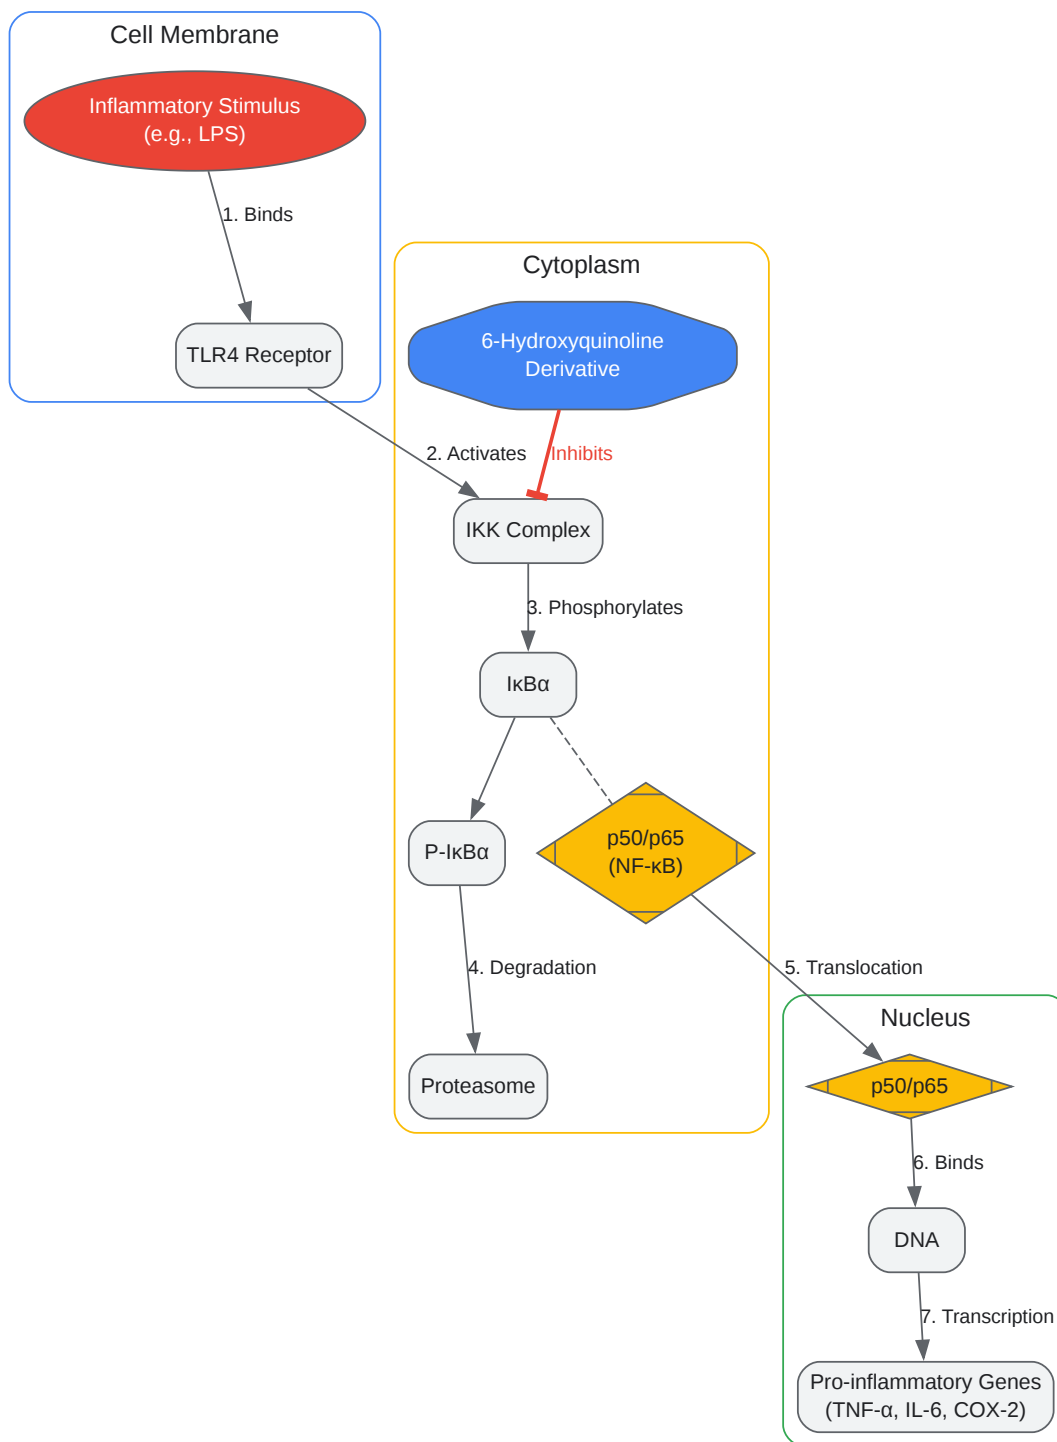 Cell Membrane
Inflammatory Stimulus
(e.g., LPS)
1. Binds
TLR4 Receptor
Cytoplasm
6-Hydroxyquinoline
Derivative
2. Activates
Inhibits
IKK Complex
3. Phosphorylates
IκBα
P-IκBα
p50/p65
(NF-κB)
4. Degradation
5. Translocation
Proteasome
Nucleus
p50/p65
6. Binds
DNA
7. Transcription
Pro-inflammatory Genes
(TNF-α, IL-6, COX-2)